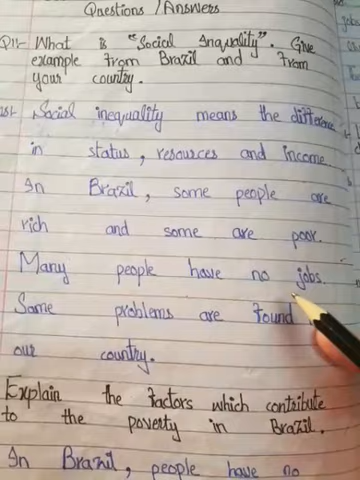 Questions / Answers
Q1:- What is "Social Inquality". Give
example from Brazil and from
your country.
Social inequality means the difference
in status, resources and income.
In Brazil, some people are
rich and some are poor.
Many people have no jobs.
Same problems are found
our country.
Explain the factors which contribute
to the poverty in Brazil.
In Brazil, people have no